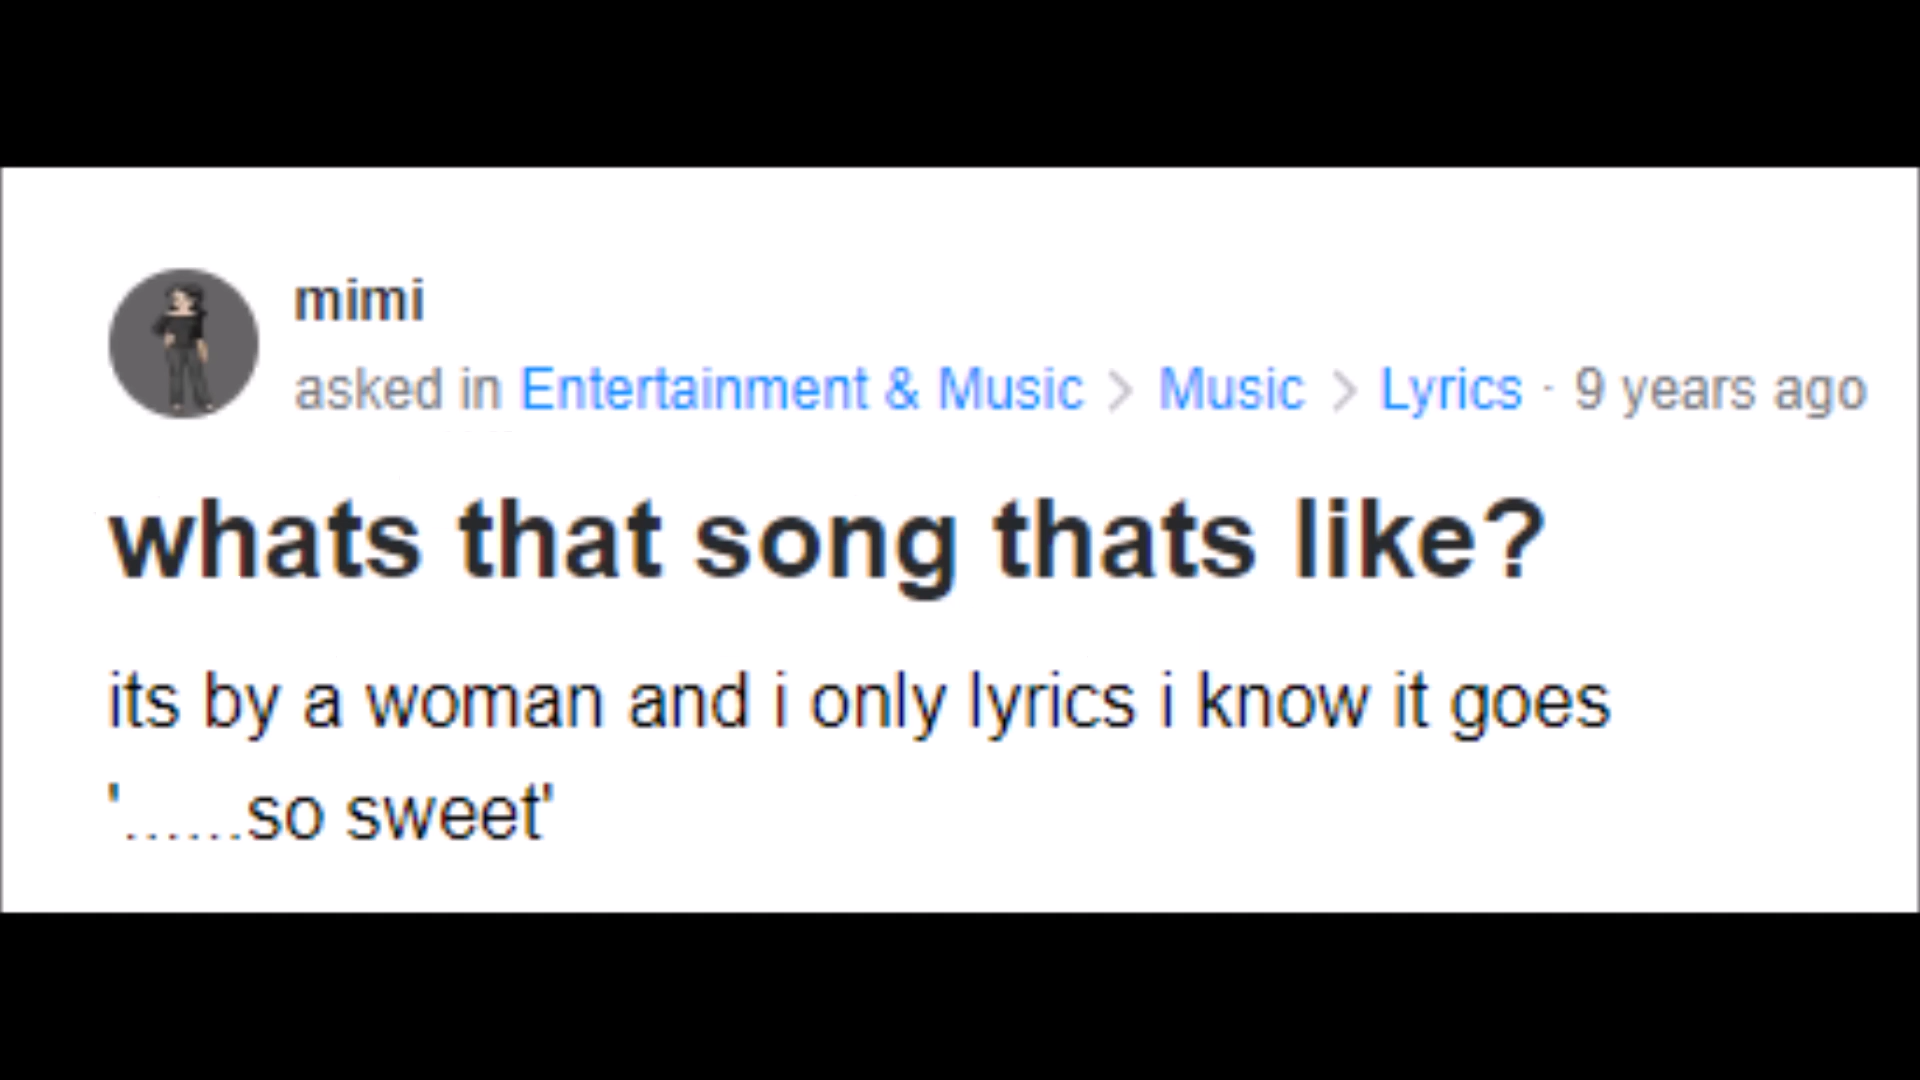 mimi
asked in Entertainment & Music > Music > Lyrics · 9 years ago
whats that song thats like?
its by a woman and i only lyrics i know it goes
'......so sweet'